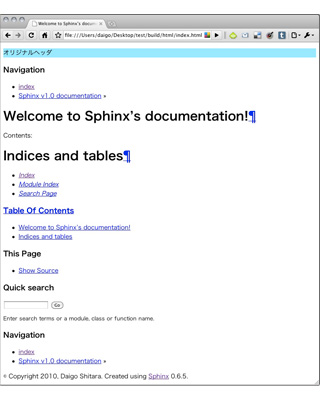 Welcome to Sphinx's docume
file:///Users/daigo/Desktop/test/build/html/index.html
オリジナルヘッダ
Navigation
index
Sphinx v1.0 documentation »
Welcome to Sphinx's documentation!¶
Contents:
Indices and tables¶
Index
Module Index
Search Page
Table Of Contents
Welcome to Sphinx's documentation!
Indices and tables
This Page
Show Source
Quick search
Go
Enter search terms or a module, class or function name.
Navigation
index
Sphinx v1.0 documentation »
© Copyright 2010, Daigo Shitara. Created using Sphinx 0.6.5.